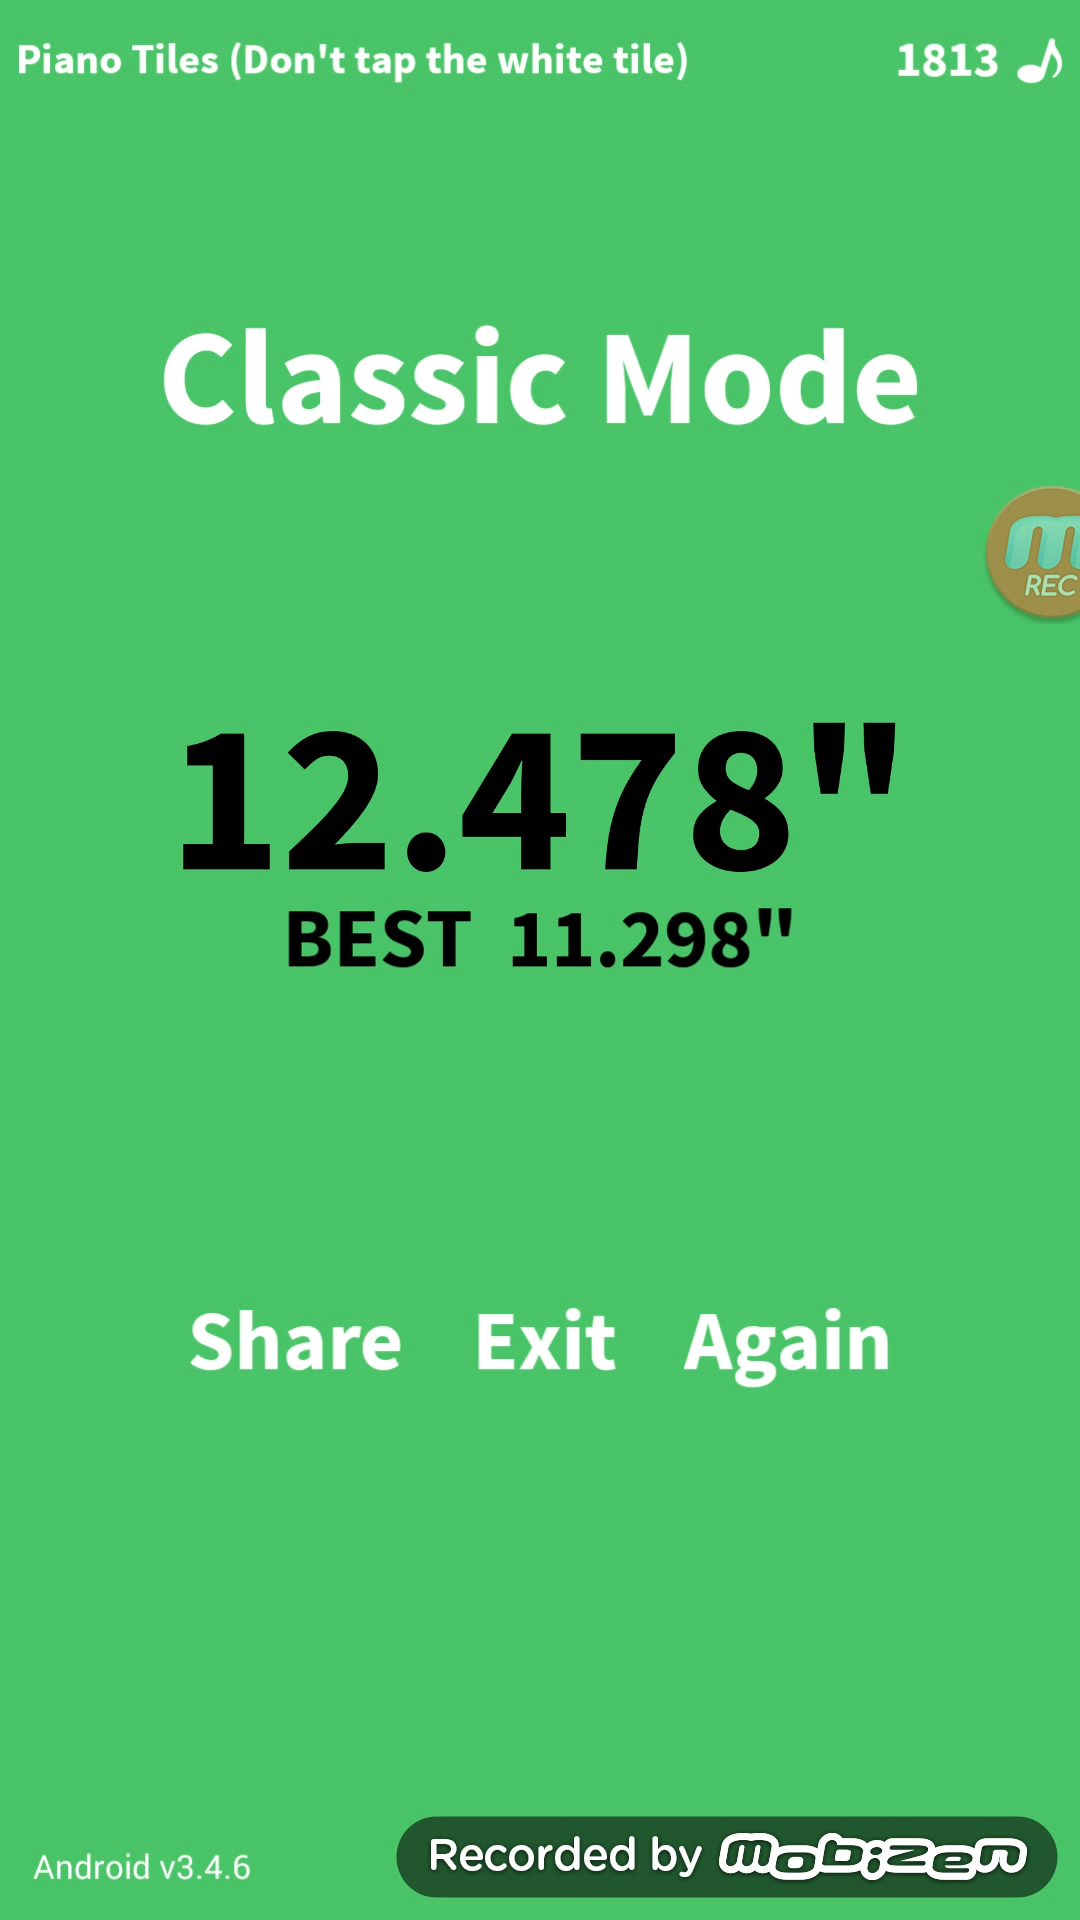 Piano Tiles (Don't tap the white tile) 1813
Classic Mode
REC
12.478"
BEST 11.298"
Share Exit Again
Android v3.4.6
Recorded by mobizen